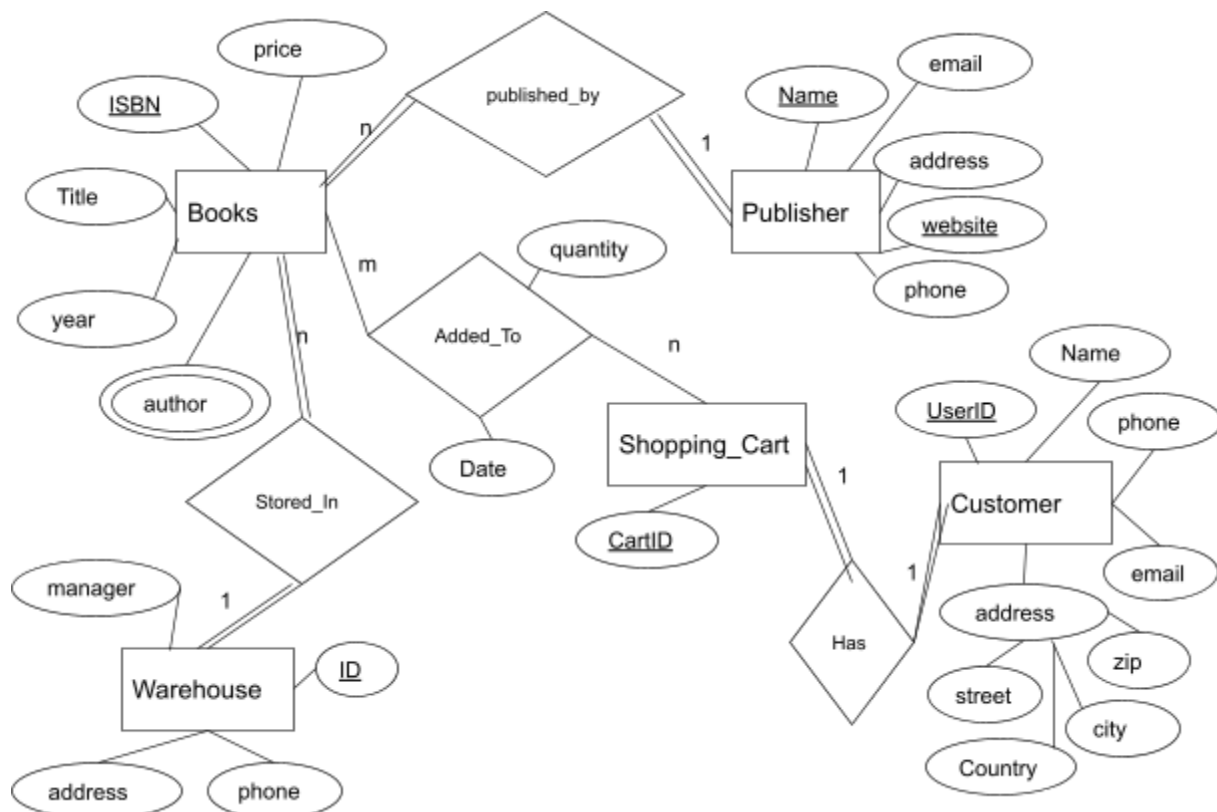 price
email
published_by
Name
ISBN
n
1
address
Title
Books
Publisher
website
quantity
m
phone
year
Added_To
n
n
Name
author
UserID
phone
Shopping_Cart
Date
1
Stored_In
Customer
CartID
email
manager
1
1
address
Has
zip
ID
Warehouse
street
city
Country
address
phone